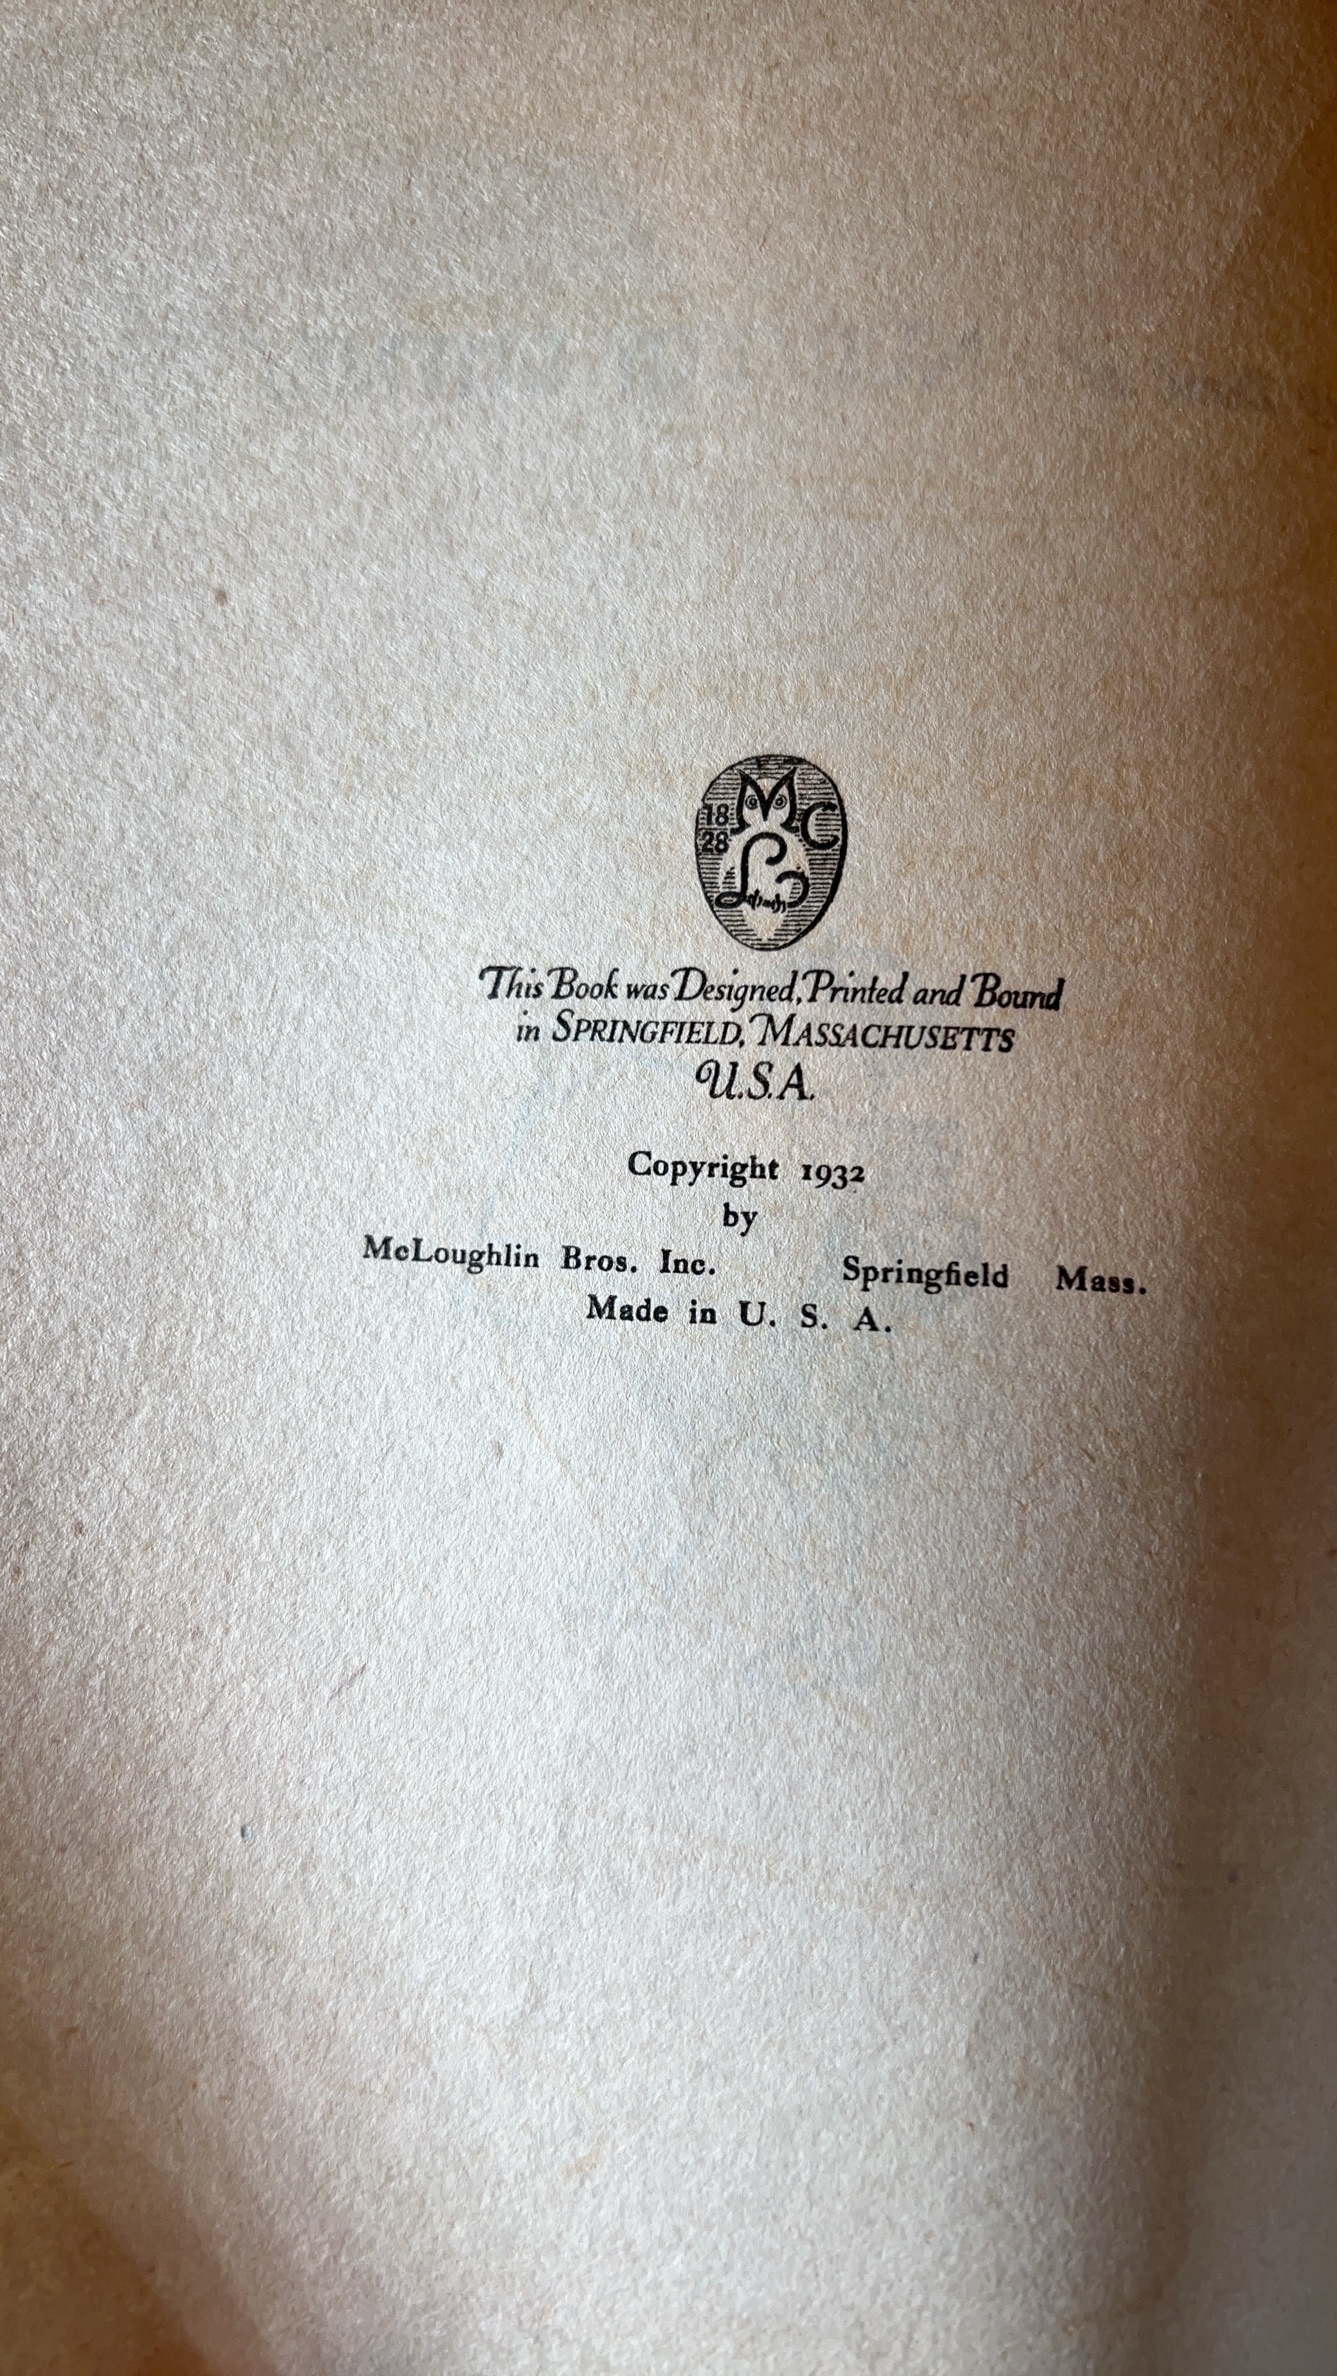 18 M C
28 L
This Book was Designed, Printed and Bound
in SPRINGFIELD, MASSACHUSETTS
U.S.A.
Copyright 1932
by
McLoughlin Bros. Inc. Springfield Mass.
Made in U. S. A.